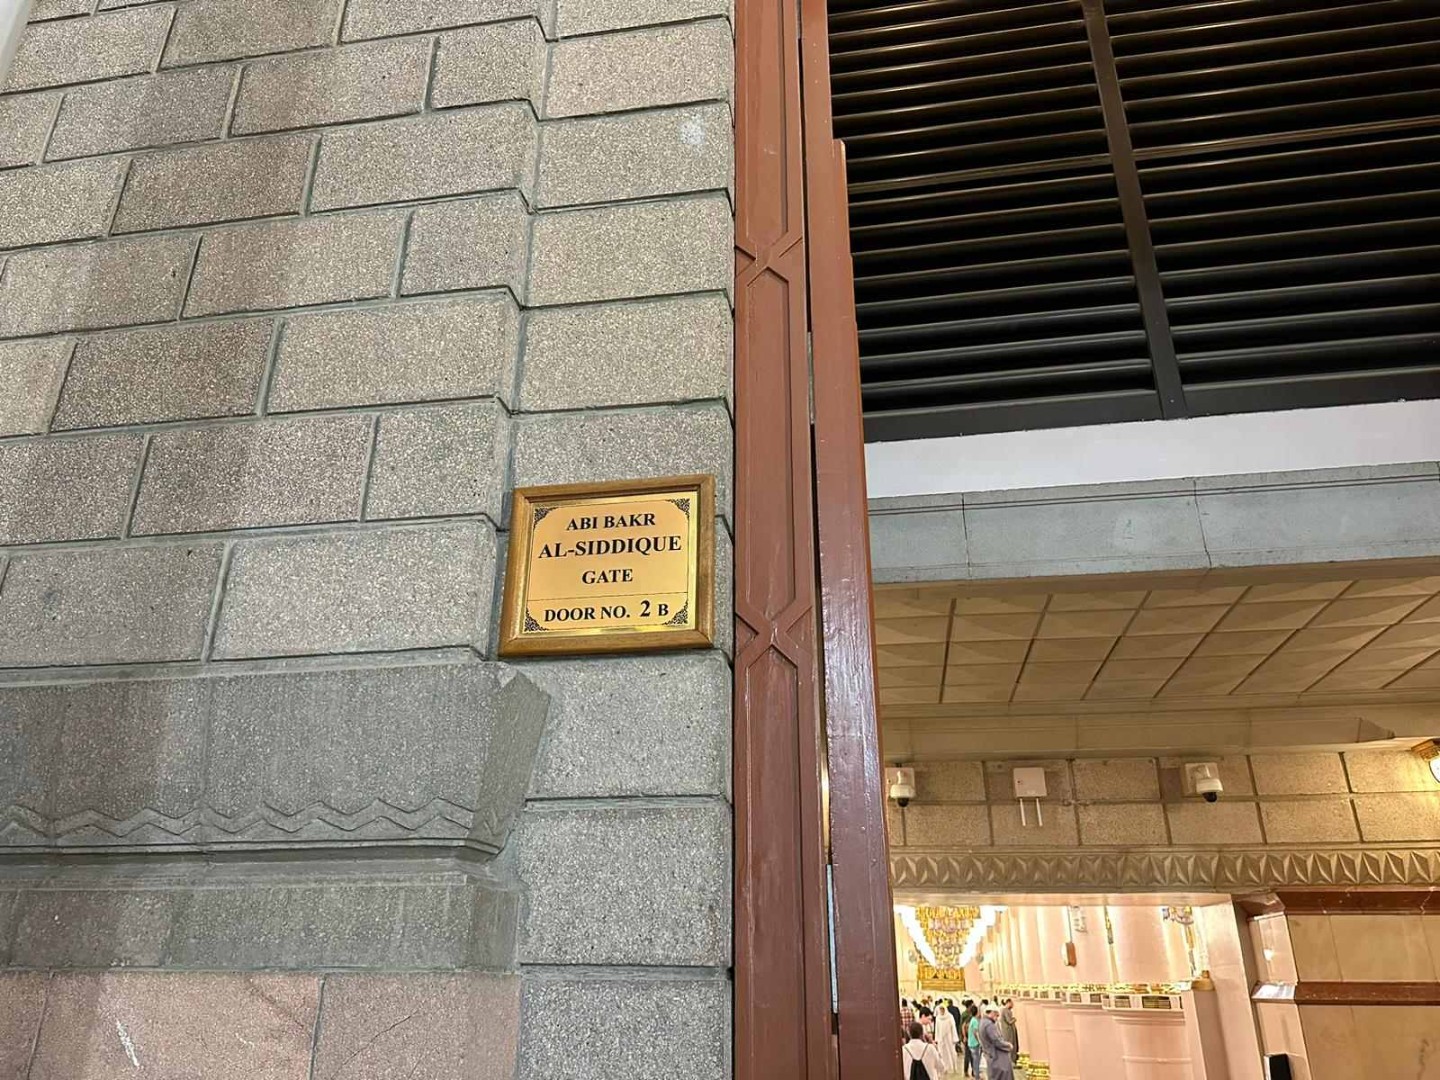 ABI BAKR
AL-SIDDIQUE
GATE
DOOR NO. 2 B